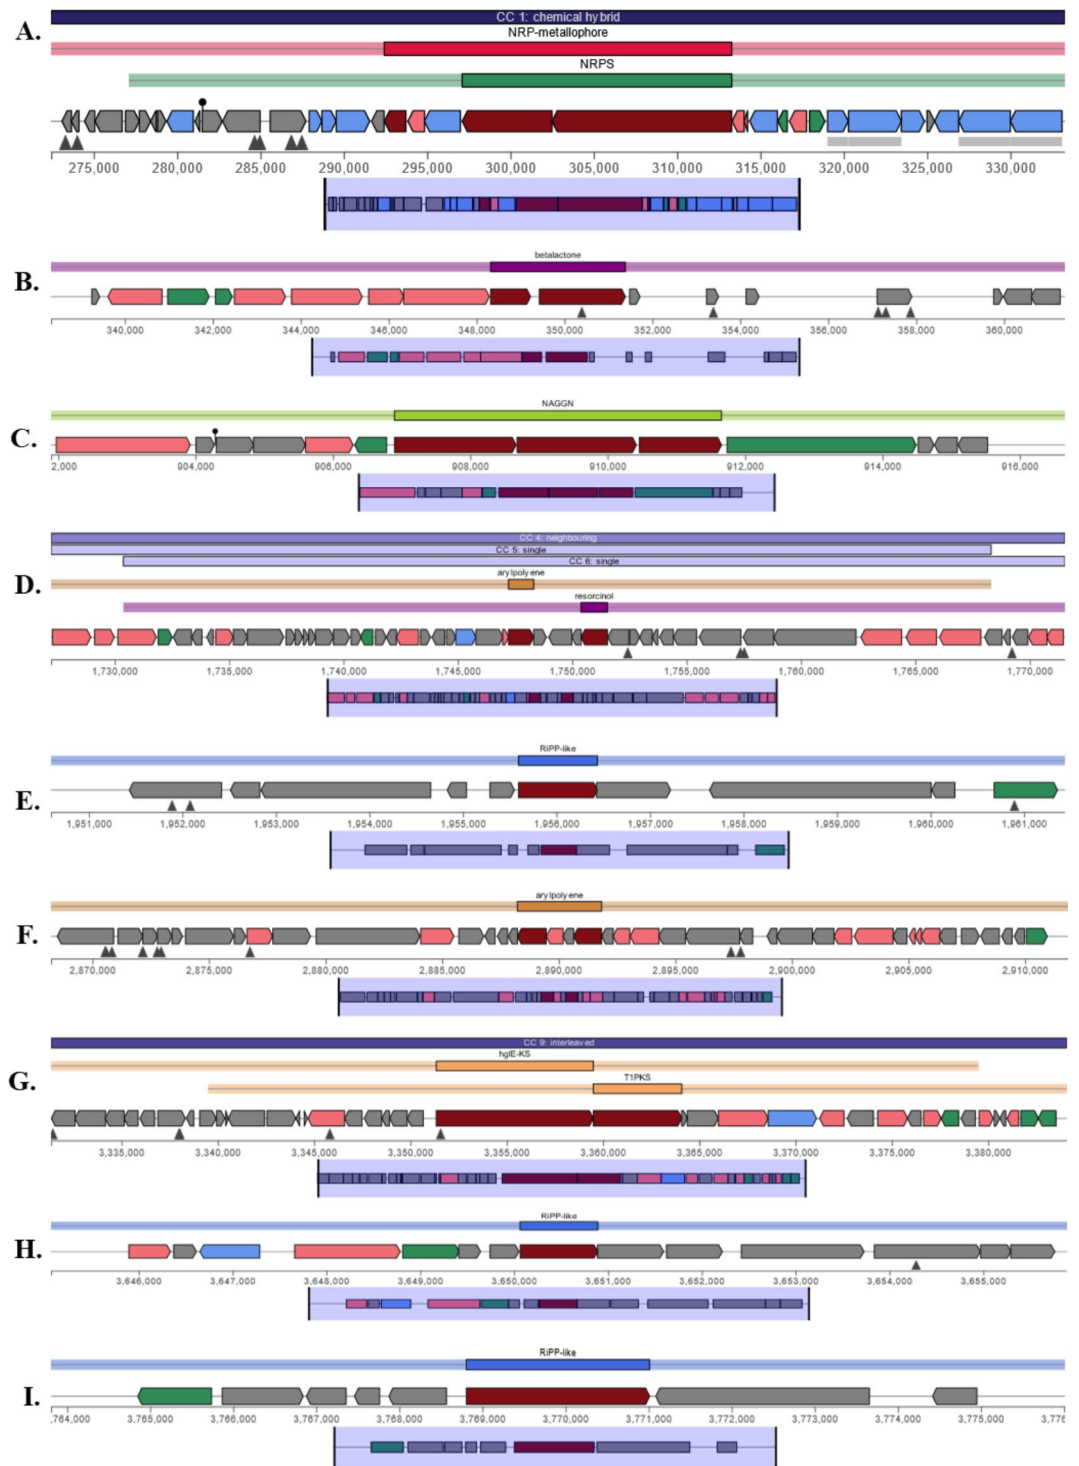 CC 1: chemical hybrid
A.
NRP-metallophore
NRPS
275,000 280,000 285,000 290,000 295,000 300,000 305,000 310,000 315,000 320,000 325,000 330,000
betalactone
B.
340,000 342,000 344,000 346,000 348,000 350,000 352,000 354,000 356,000 358,000 360,000
NAGGN
C.
2,000 904,000 906,000 908,000 910,000 912,000 914,000 916,000
CC 4: neighbouring
CC 5: single
CC 6: single
D.
arylpolyene
resorcinol
1,730,000 1,735,000 1,740,000 1,745,000 1,750,000 1,755,000 1,760,000 1,765,000 1,770,000
RiPP-like
E.
1,951,000 1,952,000 1,953,000 1,954,000 1,955,000 1,956,000 1,957,000 1,958,000 1,959,000 1,960,000 1,961,000
arylpolyene
F.
2,870,000 2,875,000 2,880,000 2,885,000 2,890,000 2,895,000 2,900,000 2,905,000 2,910,000
CC 9: interleaved
hglE-KS
G.
T1PKS
3,335,000 3,340,000 3,345,000 3,350,000 3,355,000 3,360,000 3,365,000 3,370,000 3,375,000 3,380,000
RiPP-like
H.
3,646,000 3,647,000 3,648,000 3,649,000 3,650,000 3,651,000 3,652,000 3,653,000 3,654,000 3,655,000
RiPP-like
I.
3,764,000 3,765,000 3,766,000 3,767,000 3,768,000 3,769,000 3,770,000 3,771,000 3,772,000 3,773,000 3,774,000 3,775,000 3,776